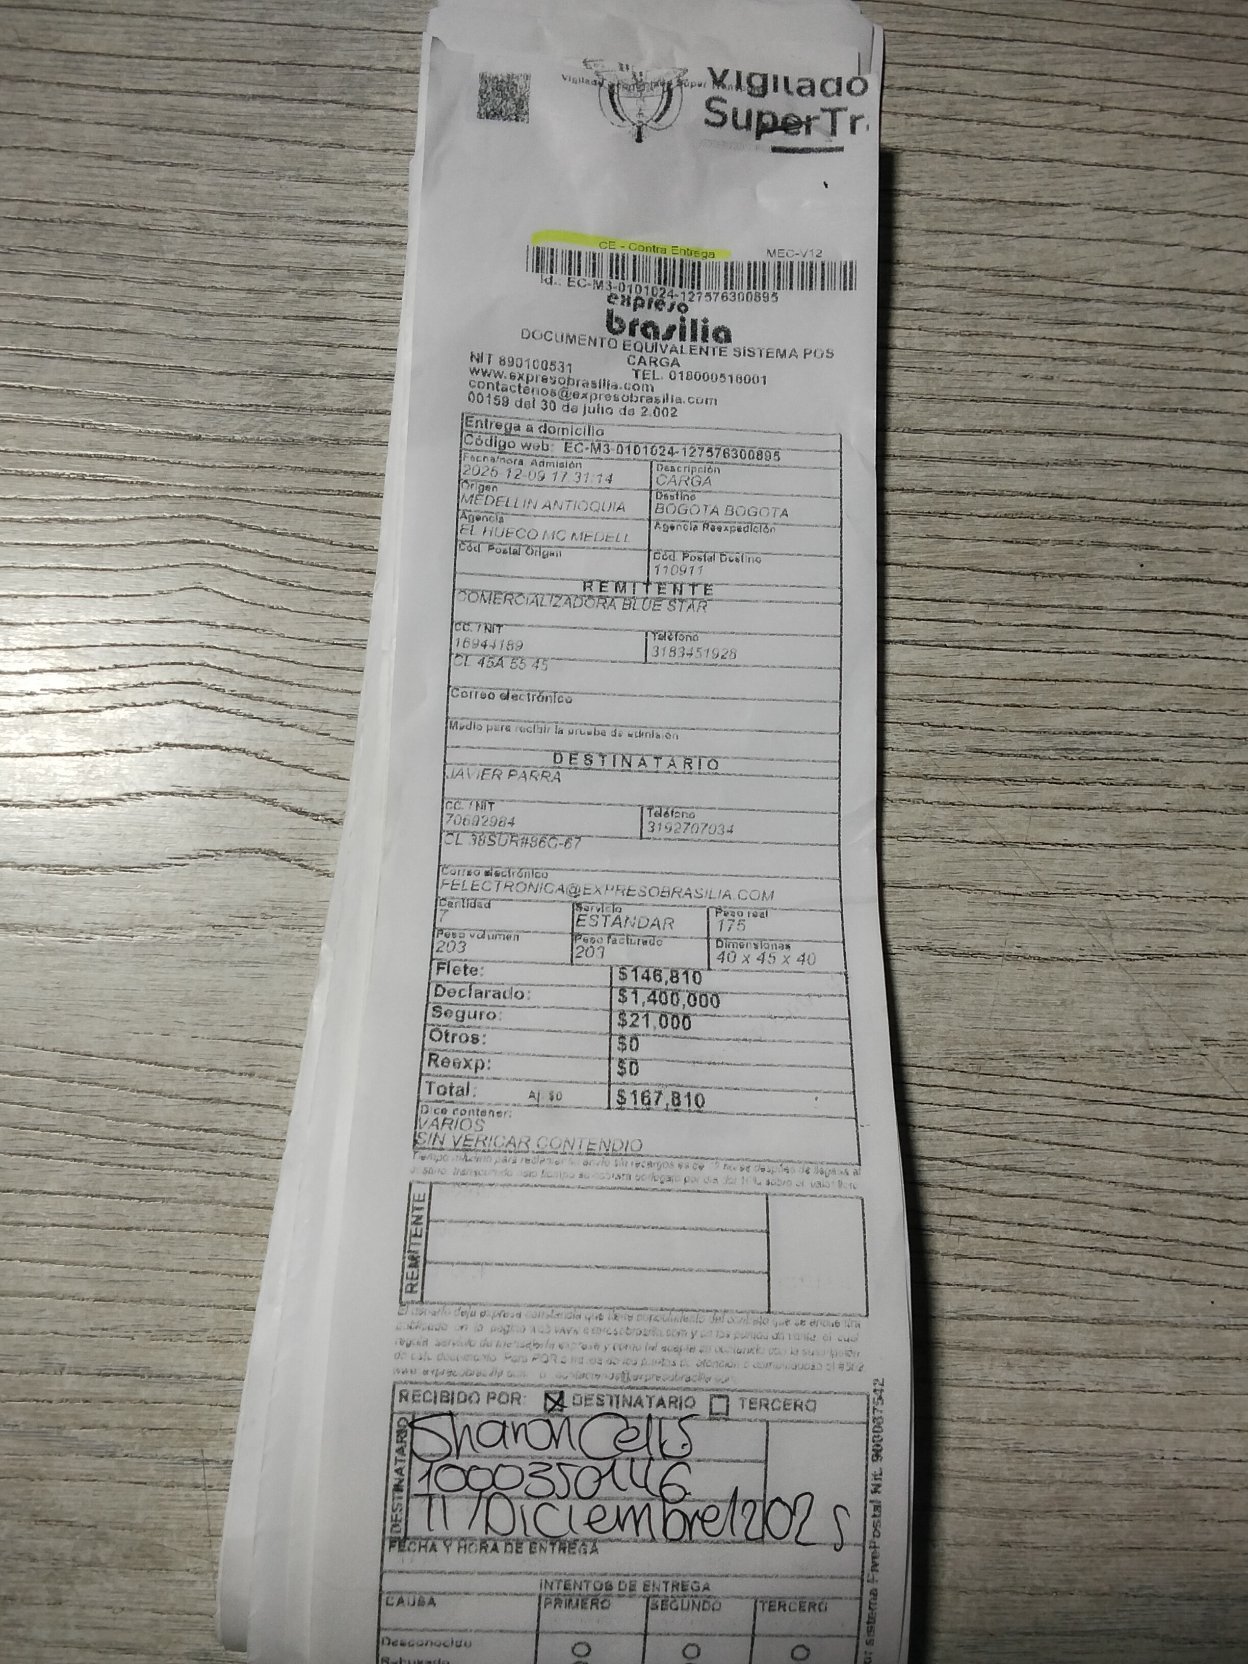 Vigilado
SuperTr
CE - Contra Entrega MEC-V12
Id.: EC-M3-0101024-127576300895
expreso
brasilia
DOCUMENTO EQUIVALENTE SISTEMA POS
CARGA
NIT 890100531 TEL. 018000518001
www.expresobrasilia.com
contactenos@expresobrasilia.com
00159 del 30 de julio de 2.002
Entrega a domicilio
Código web: EC-M3-0101024-127576300895
Fecha/hora Admisión Descripción
2025-12-09 17:31:14 CARGA
Origen Destino
MEDELLIN ANTIOQUIA BOGOTA BOGOTA
Agencia Agencia Reexpedición
EL HUECO MC MEDELL
Cód. Postal Origen Cód. Postal Destino
110911
REMITENTE
COMERCIALIZADORA BLUE STAR
CC. / NIT Teléfono
16944189 3183451928
CL 45A 55 45
Correo electrónico
Medio para recibir la prueba de admisión
DESTINATARIO
JAVIER PARRA
CC. / NIT Teléfono
70692984 3192707034
CL 38SUR#86C-67
Correo electrónico
FELECTRONICA@EXPRESOBRASILIA.COM
Cantidad Servicio Peso real
7 ESTANDAR 175
Peso volumen Peso facturado Dimensiones
203 203 40 x 45 x 40
Flete: $146,810
Declarado: $1,400,000
Seguro: $21,000
Otros: $0
Reexp: $0
Total: Aj. $0 $167,810
Dice contener:
VARIOS
SIN VERICAR CONTENDIO
REMITENTE
RECIBIDO POR: DESTINATARIO TERCERO
DESTINATARIO
Sharon Celis
1000350146
11/Diciembre/2025
FECHA Y HORA DE ENTREGA
INTENTOS DE ENTREGA
CAUSA PRIMERO SEGUNDO TERCERO
Desconocido
sistema FivePostal Nit. 900087542